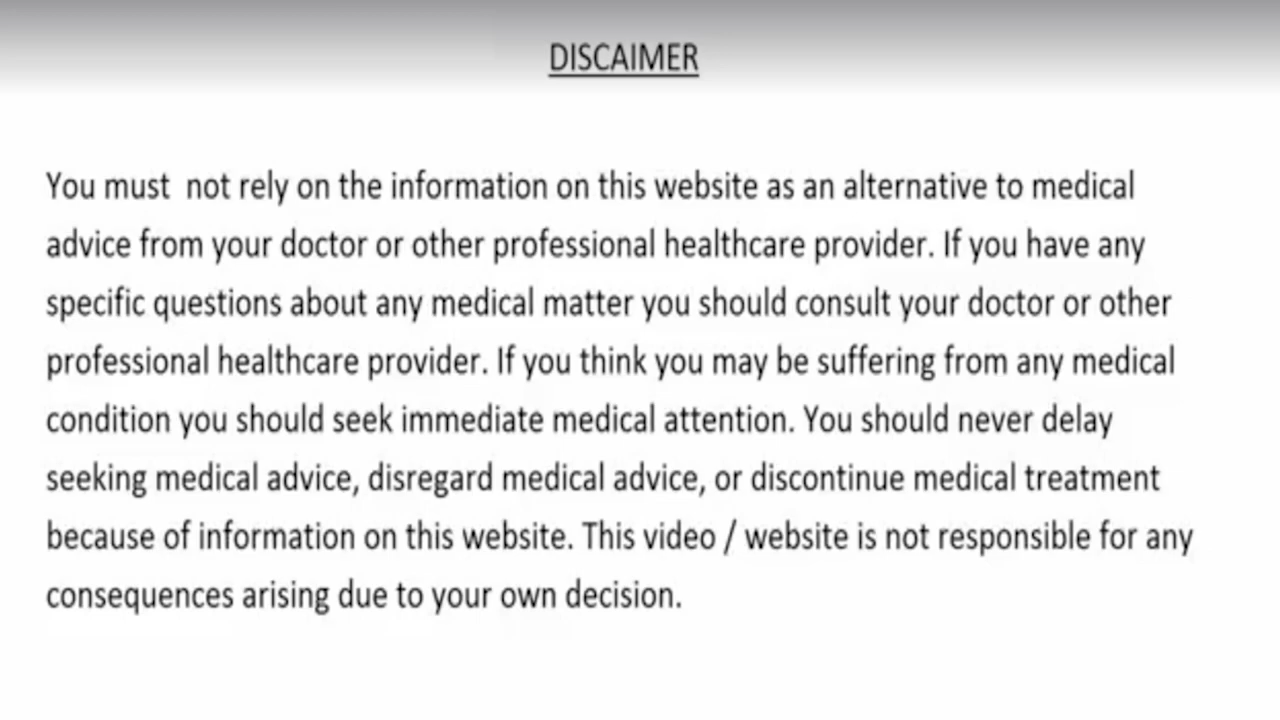 DISCAIMER
You must  not rely on the information on this website as an alternative to medical
advice from your doctor or other professional healthcare provider. If you have any
specific questions about any medical matter you should consult your doctor or other
professional healthcare provider. If you think you may be suffering from any medical
condition you should seek immediate medical attention. You should never delay
seeking medical advice, disregard medical advice, or discontinue medical treatment
because of information on this website. This video / website is not responsible for any
consequences arising due to your own decision.